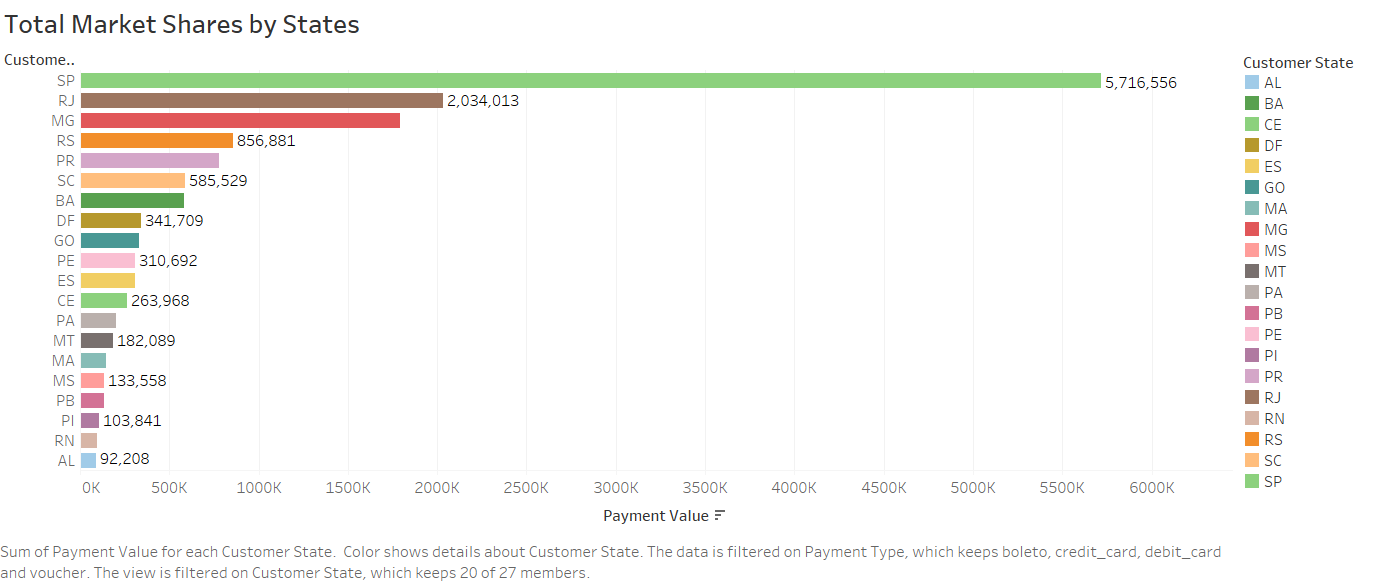 Total Market Shares by States
Custome..
SP 5,716,556
RJ 2,034,013
MG
RS 856,881
PR
SC 585,529
BA
DF 341,709
GO
PE 310,692
ES
CE 263,968
PA
MT 182,089
MA
MS 133,558
PB
PI 103,841
RN
AL 92,208
0K 500K 1000K 1500K 2000K 2500K 3000K 3500K 4000K 4500K 5000K 5500K 6000K
Payment Value
Customer State
AL
BA
CE
DF
ES
GO
MA
MG
MS
MT
PA
PB
PE
PI
PR
RJ
RN
RS
SC
SP
Sum of Payment Value for each Customer State. Color shows details about Customer State. The data is filtered on Payment Type, which keeps boleto, credit_card, debit_card
and voucher. The view is filtered on Customer State, which keeps 20 of 27 members.